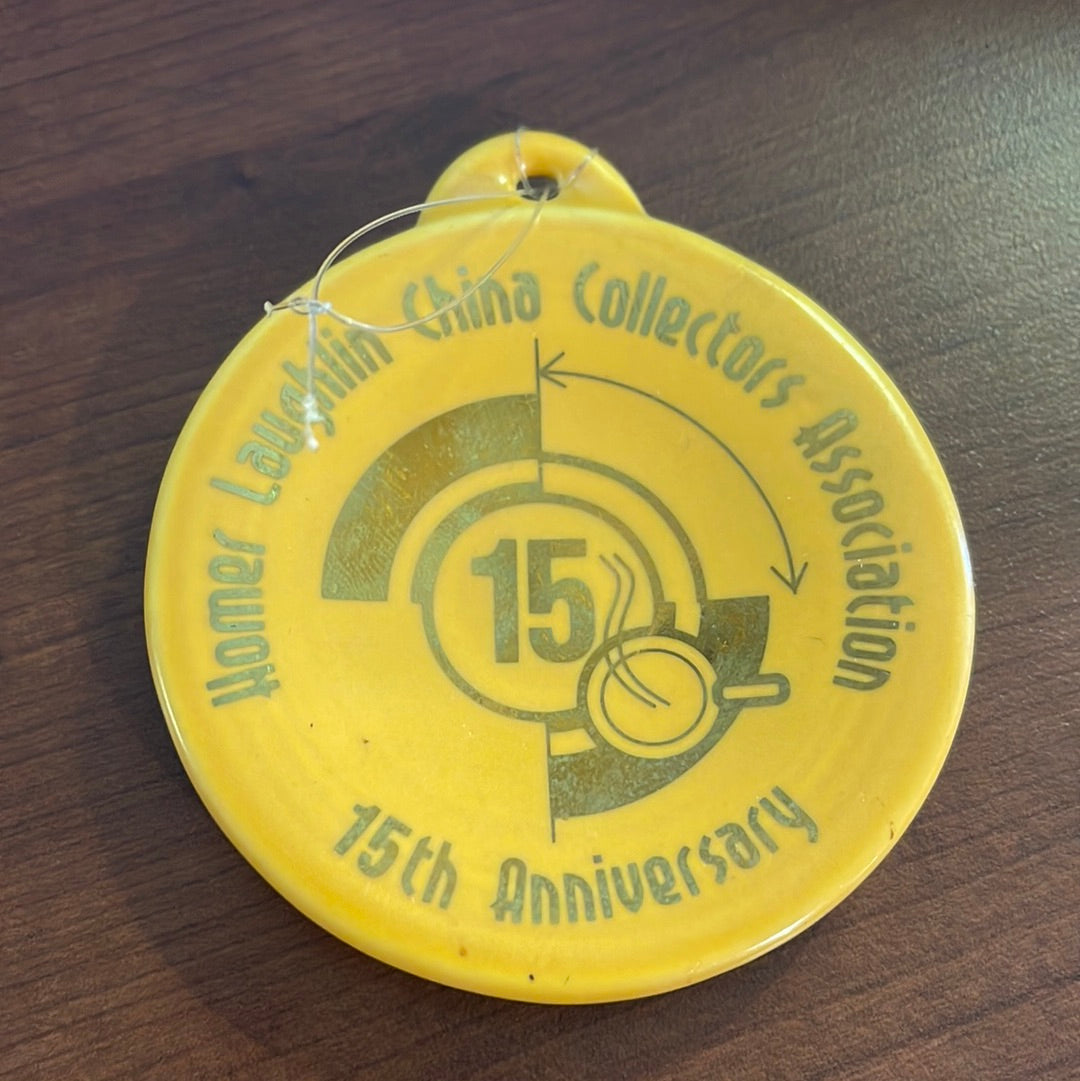 Homer Laughlin China Collectors Association
15
15th Anniversary